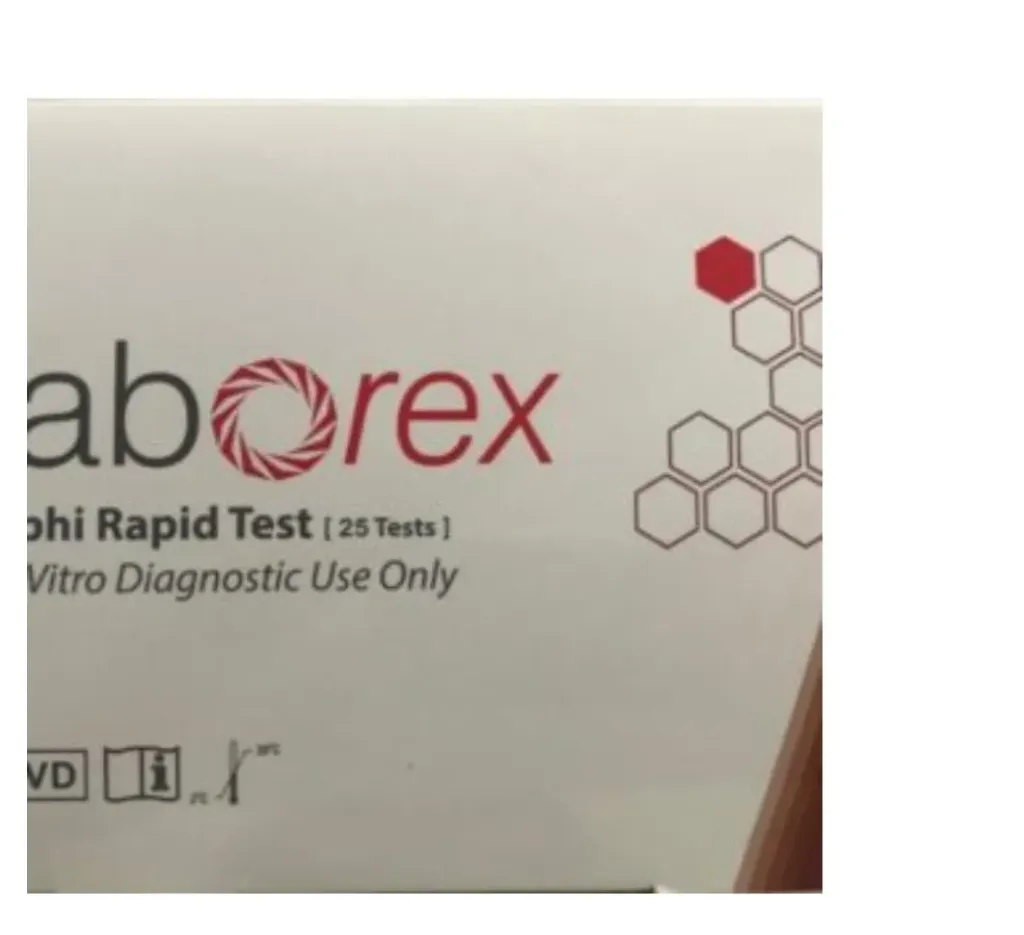 aborex
phi Rapid Test [ 25 Tests ]
Vitro Diagnostic Use Only
VD
i